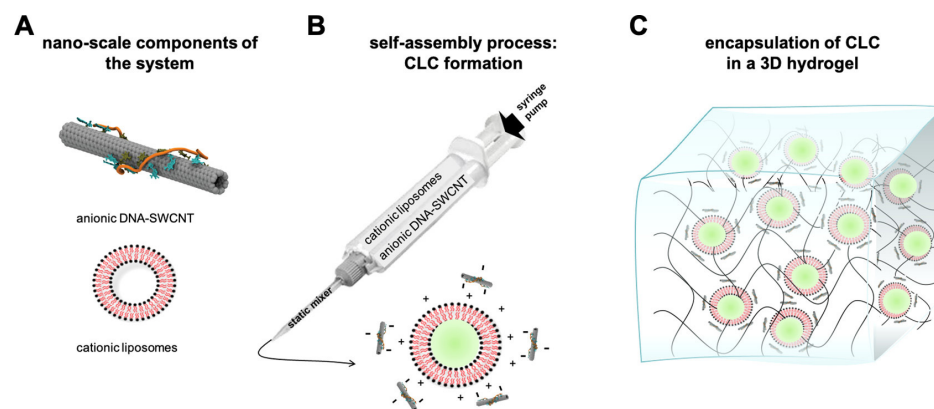 A
nano-scale components of
the system
anionic DNA-SWCNT
cationic liposomes
B
self-assembly process:
CLC formation
syringe
pump
cationic liposomes
anionic DNA-SWCNT
static mixer
C
encapsulation of CLC
in a 3D hydrogel